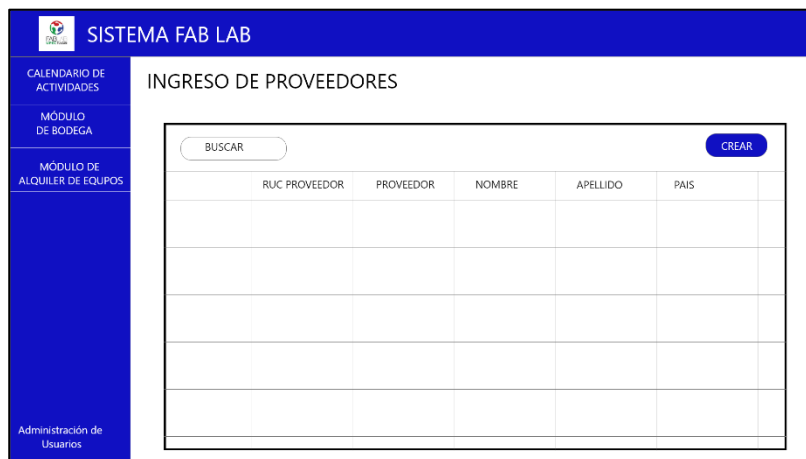 FAB
SISTEMA FAB LAB
CALENDARIO DE
ACTIVIDADES
MÓDULO
DE BODEGA
MÓDULO DE
ALQUILER DE EQUPOS
Administración de
Usuarios
INGRESO DE PROVEEDORES
BUSCAR
CREAR
RUC PROVEEDOR PROVEEDOR NOMBRE APELLIDO PAIS